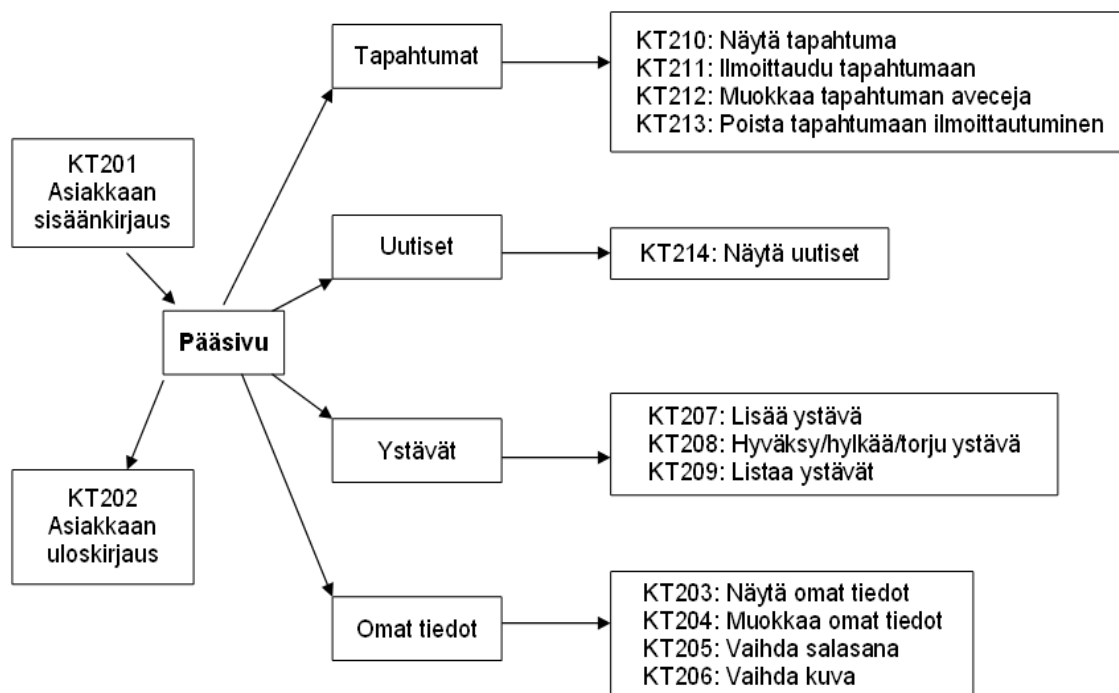 Tapahtumat
KT210: Näytä tapahtuma
KT211: Ilmoittaudu tapahtumaan
KT212: Muokkaa tapahtuman aveceja
KT213: Poista tapahtumaan ilmoittautuminen
KT201
Asiakkaan
sisäänkirjaus
Uutiset
KT214: Näytä uutiset
Pääsivu
Ystävät
KT207: Lisää ystävä
KT208: Hyväksy/hylkää/torju ystävä
KT209: Listaa ystävät
KT202
Asiakkaan
uloskirjaus
Omat tiedot
KT203: Näytä omat tiedot
KT204: Muokkaa omat tiedot
KT205: Vaihda salasana
KT206: Vaihda kuva